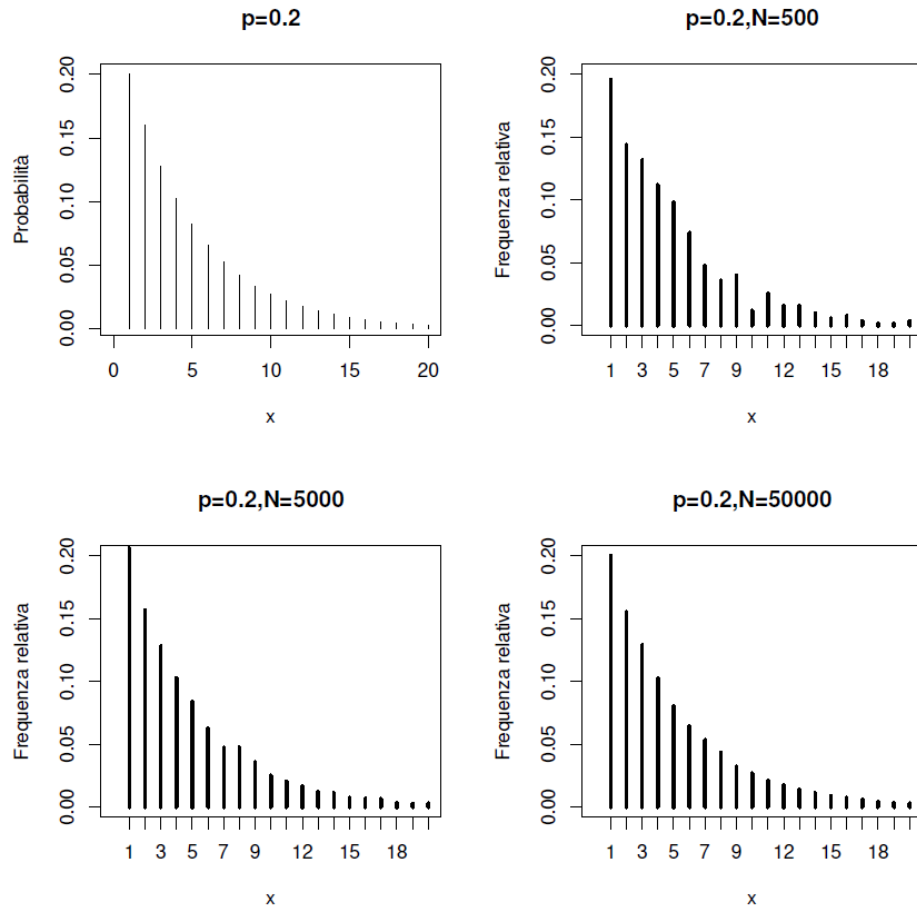 p=0.2
Probabilità
0.00 0.05 0.10 0.15 0.20
0 5 10 15 20
x
p=0.2,N=500
Frequenza relativa
0.00 0.05 0.10 0.15 0.20
1 3 5 7 9 12 15 18
x
p=0.2,N=5000
Frequenza relativa
0.00 0.05 0.10 0.15 0.20
1 3 5 7 9 12 15 18
x
p=0.2,N=50000
Frequenza relativa
0.00 0.05 0.10 0.15 0.20
1 3 5 7 9 12 15 18
x